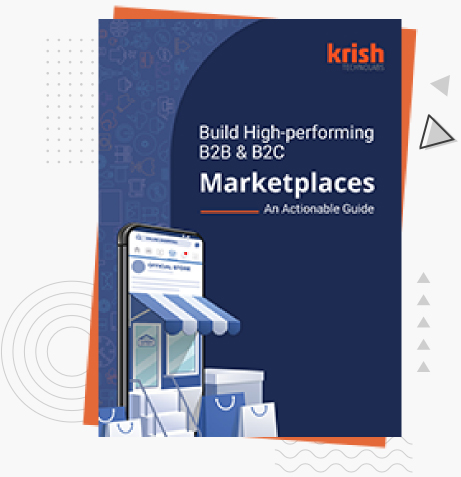 krish
TECHNOLABS
Build High-performing
B2B & B2C
Marketplaces
An Actionable Guide
OFFICIAL STORE